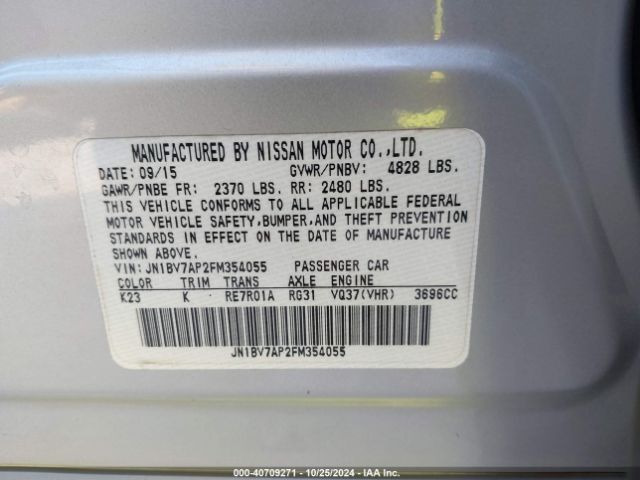 MANUFACTURED BY NISSAN MOTOR CO.,LTD.
DATE: 09/15 GVWR/PNBV: 4828 LBS.
GAWR/PNBE FR: 2370 LBS. RR: 2480 LBS.
THIS VEHICLE CONFORMS TO ALL APPLICABLE FEDERAL
MOTOR VEHICLE SAFETY,BUMPER,AND THEFT PREVENTION
STANDARDS IN EFFECT ON THE DATE OF MANUFACTURE
SHOWN ABOVE.
VIN: JN1BV7AP2FM354055 PASSENGER CAR
COLOR TRIM TRANS AXLE ENGINE
K23 K RE7R01A RG31 VQ37(VHR) 3696CC
JN1BV7AP2FM354055
000-40709271 - 10/25/2024 - IAA Inc.